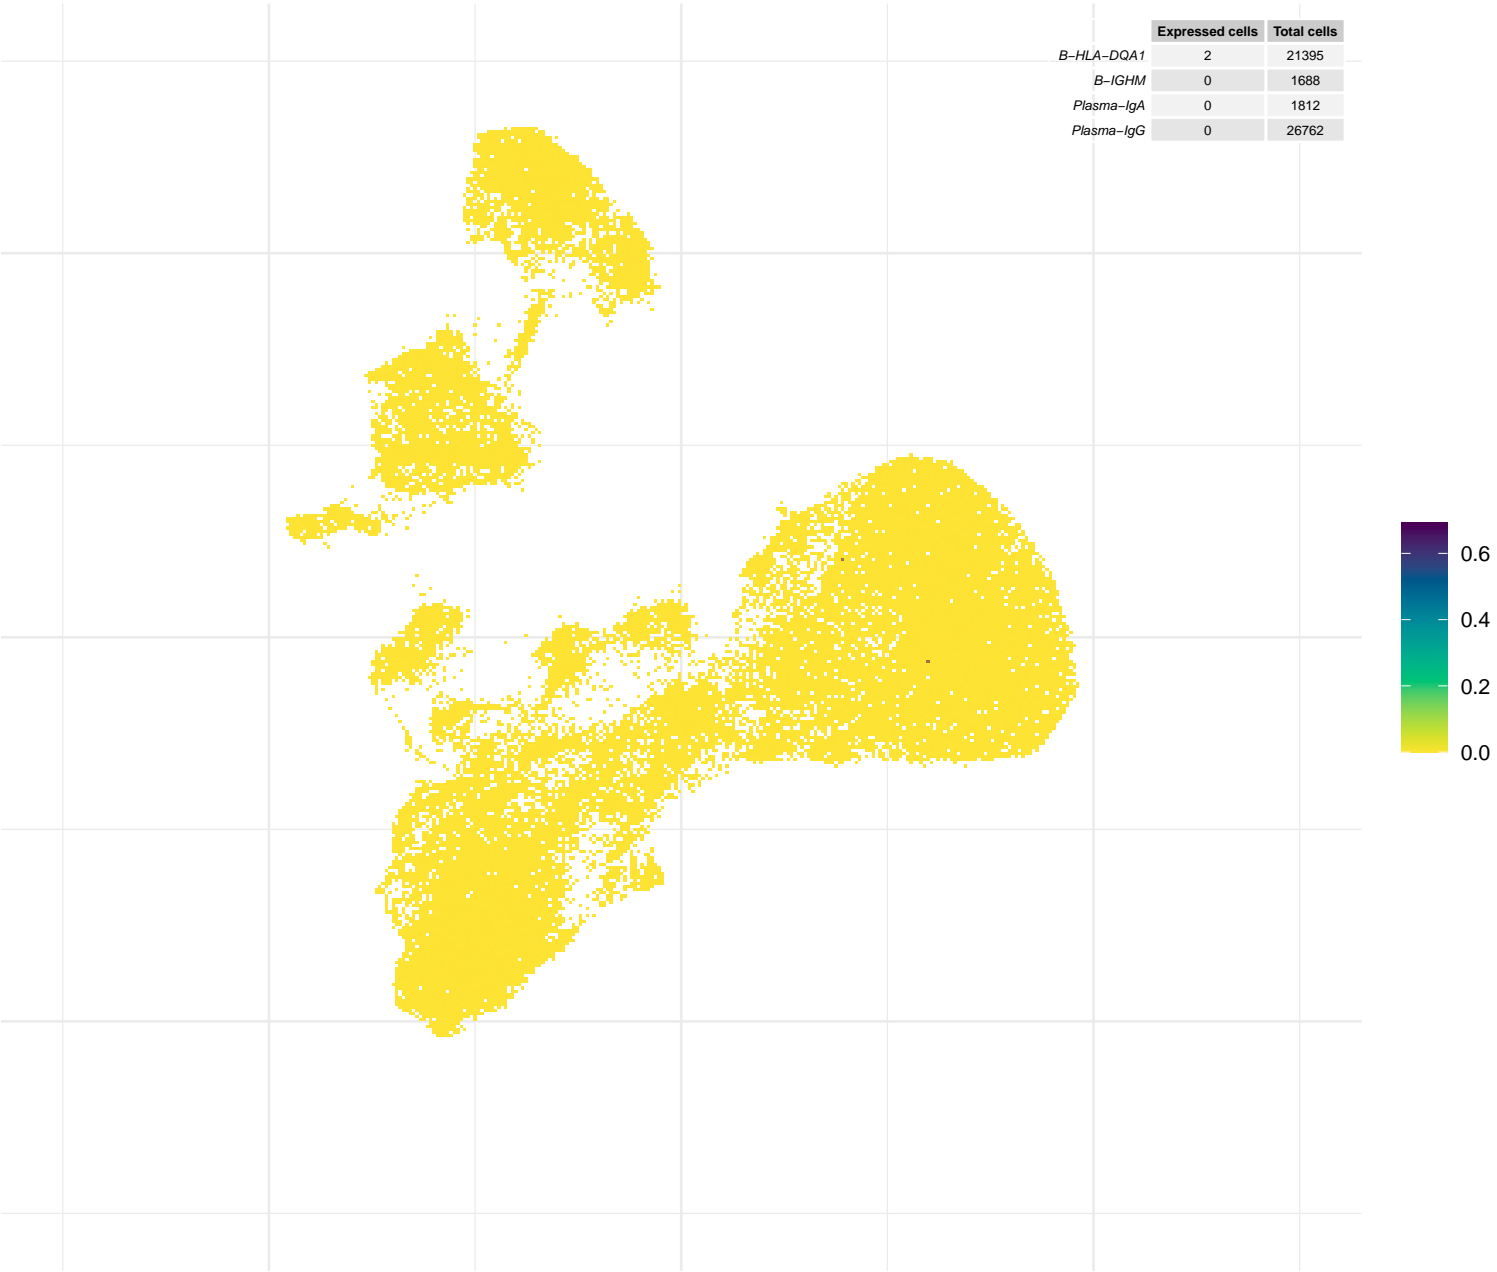 Expressed cells Total cells
B−HLA−DQA1 2 21395
B−IGHM 0 1688
Plasma−IgA 0 1812
Plasma−IgG 0 26762
0.6
0.4
0.2
0.0